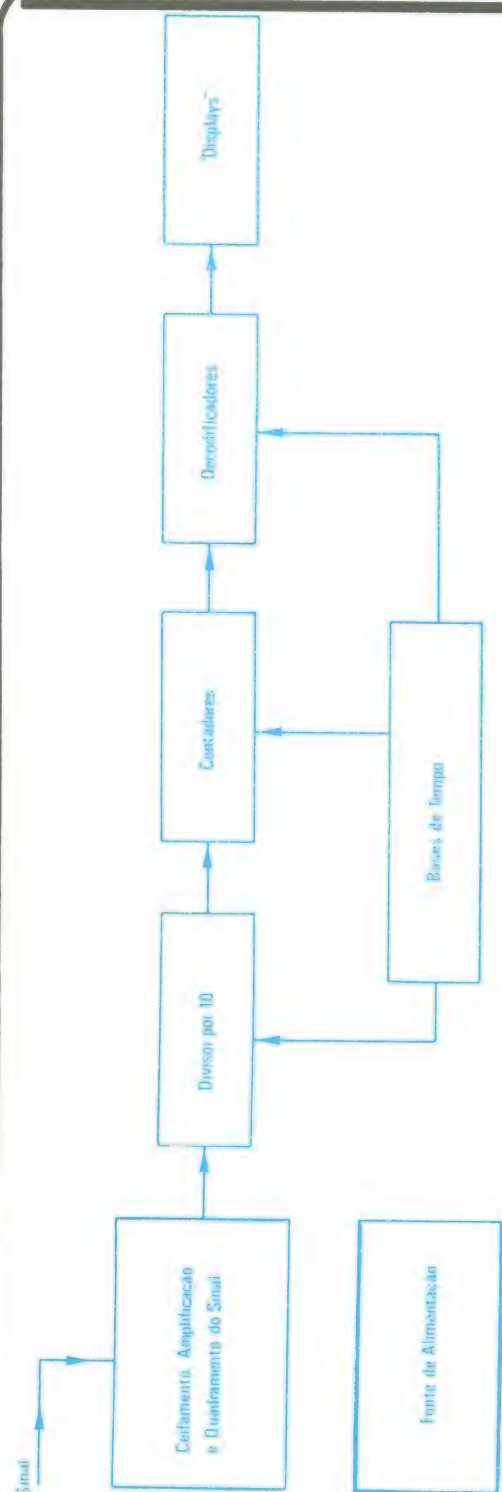 Sinal
Ceifamento, Amplificação
e Quadramento do Sinal
Divisor por 10
Contadores
Decodificadores
"Displays"
Bases de Tempo
Fonte de Alimentação